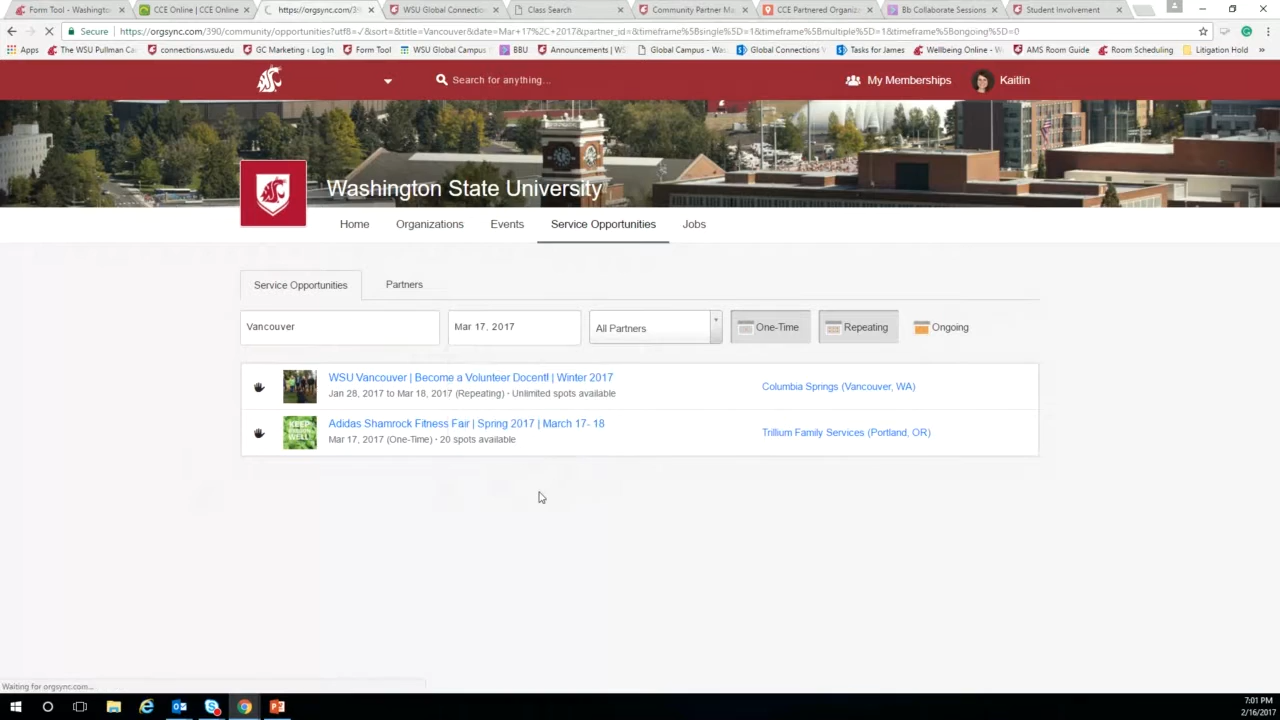 Form Tool - Washingto
CCE Online | CCE Online
https://orgsync.com/39
WSU Global Connection
Class Search
Community Partner Ma
CCE Partnered Organiz
Bb Collaborate Sessions
Student Involvement
Secure
https://orgsync.com/390/community/opportunities?utf8=✓&sort=&title=Vancouver&date=Mar+17%2C+2017&partner_id=&timeframe%5Bsingle%5D=1&timeframe%5Bmultiple%5D=1&timeframe%5Bongoing%5D=0
Apps
The WSU Pullman Ca
connections.wsu.edu
GC Marketing ‹ Log In
Form Tool
WSU Global Campus
BBU
Announcements | WS
Global Campus - Wa
Global Connections
Tasks for James
Wellbeing Online - W
AMS Room Guide
Room Scheduling
Litigation Hold
»
Search for anything...
My Memberships
Kaitlin
Washington State University
Home
Organizations
Events
Service Opportunities
Jobs
Service Opportunities
Partners
Vancouver
Mar 17, 2017
All Partners
One-Time
Repeating
Ongoing
WSU Vancouver | Become a Volunteer Docent! | Winter 2017
Jan 28, 2017 to Mar 18, 2017 (Repeating) · Unlimited spots available
Columbia Springs (Vancouver, WA)
KEEP
WELL!
Adidas Shamrock Fitness Fair | Spring 2017 | March 17- 18
Mar 17, 2017 (One-Time) · 20 spots available
Trillium Family Services (Portland, OR)
Waiting for orgsync.com...
7:01 PM
2/16/2017